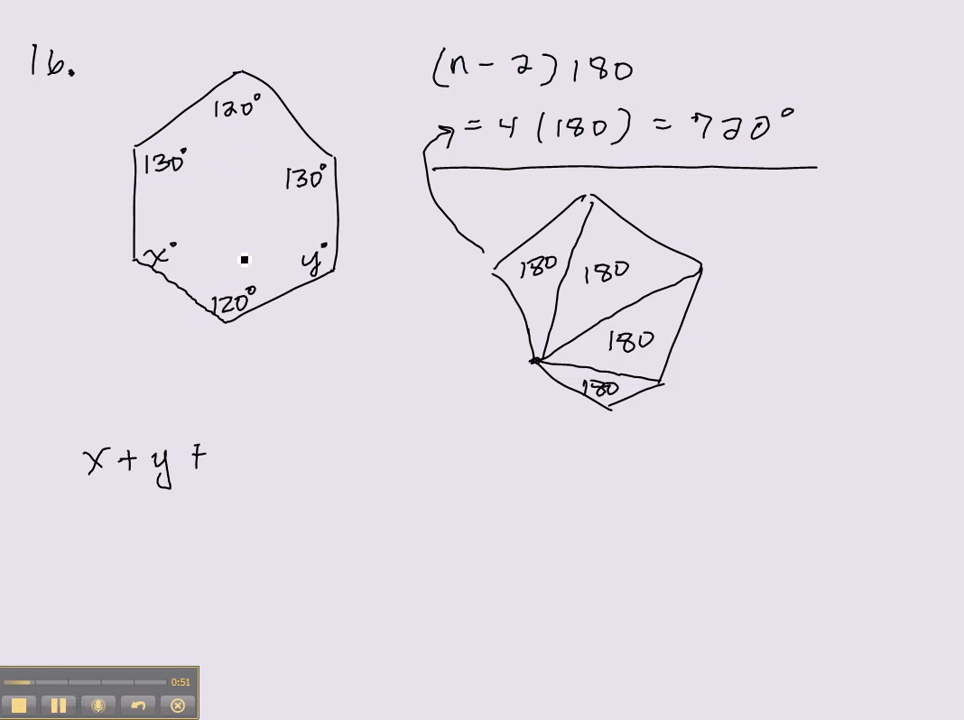 16.
(n - 2) 180
= 4 (180) = 720°
120°
130°
130°
x°
y°
120°
180
180
180
180
x + y +
0:51